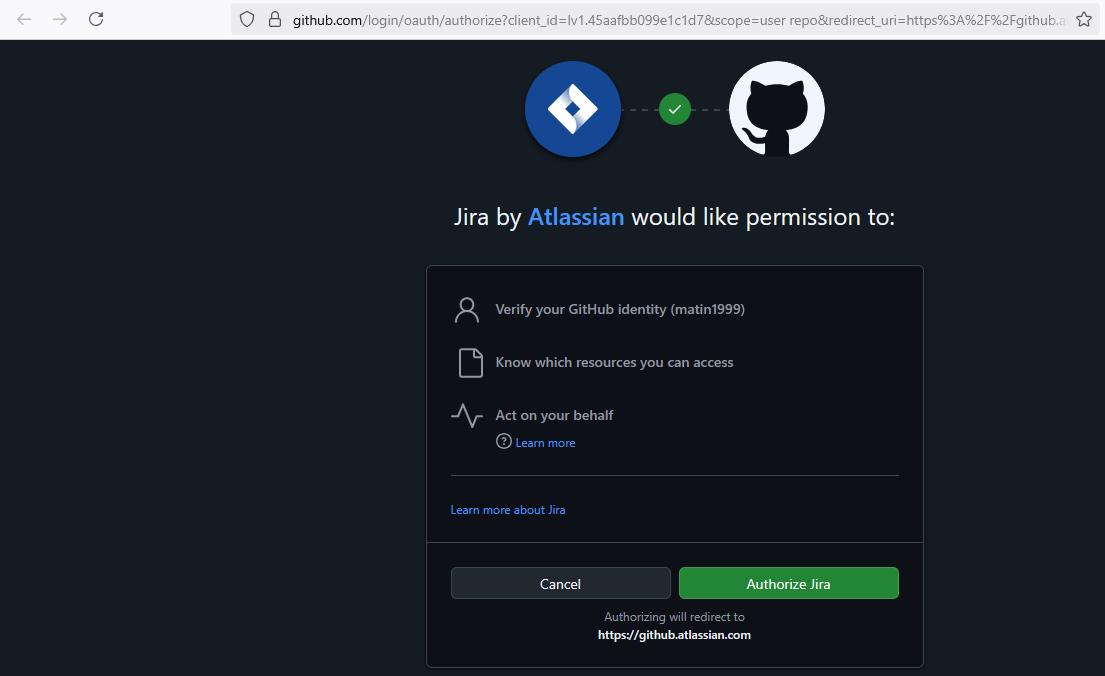 github.com/login/oauth/authorize?client_id=lv1.45aafbb099e1c1d7&scope=user repo&redirect_uri=https%3A%2F%2Fgithub.a
Jira by Atlassian would like permission to:
Verify your GitHub identity (matin1999)
Know which resources you can access
Act on your behalf
Learn more
Learn more about Jira
Cancel
Authorize Jira
Authorizing will redirect to
https://github.atlassian.com